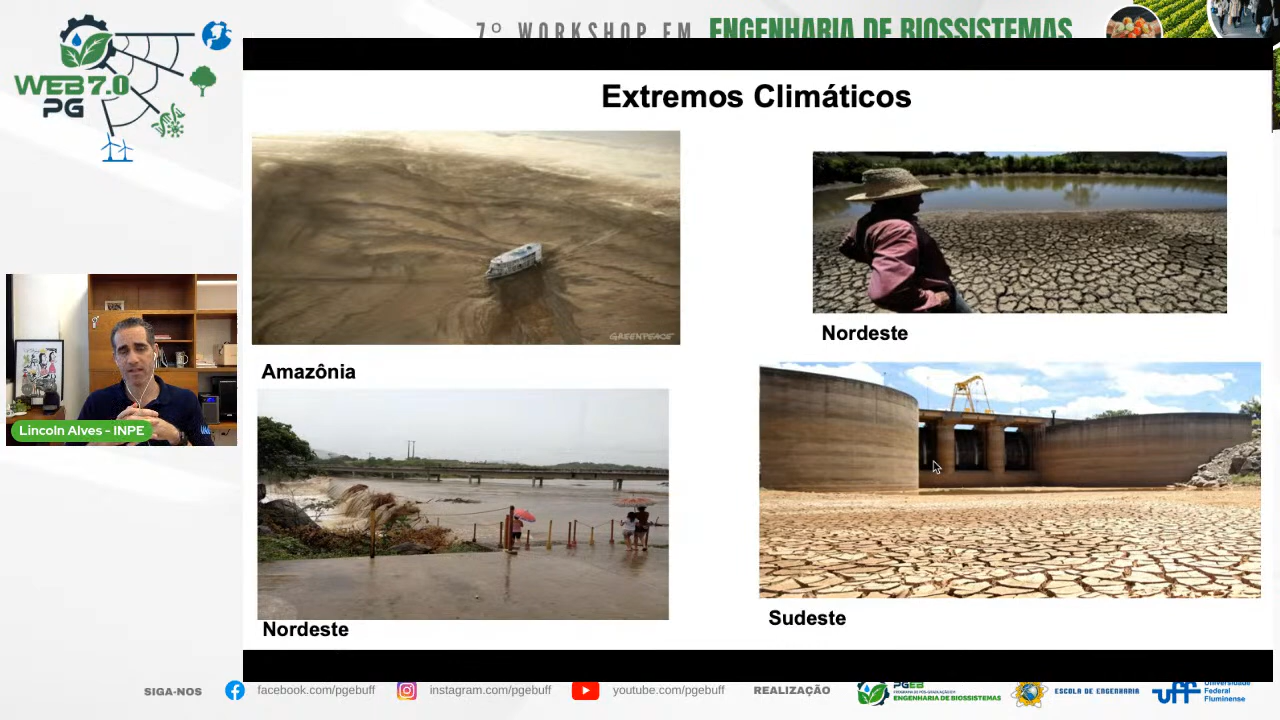 7º WORKSHOP EM ENGENHARIA DE BIOSSISTEMAS
WEB 7.0
PG
Extremos Climáticos
GREENPEACE
Amazônia
Nordeste
Nordeste
Sudeste
Lincoln Alves - INPE
SIGA-NOS
facebook.com/pgebuff
instagram.com/pgebuff
youtube.com/pgebuff
REALIZAÇÃO
PGEB
ENGENHARIA DE BIOSSISTEMAS
ESCOLA DE ENGENHARIA
uff
Universidade
Federal
Fluminense